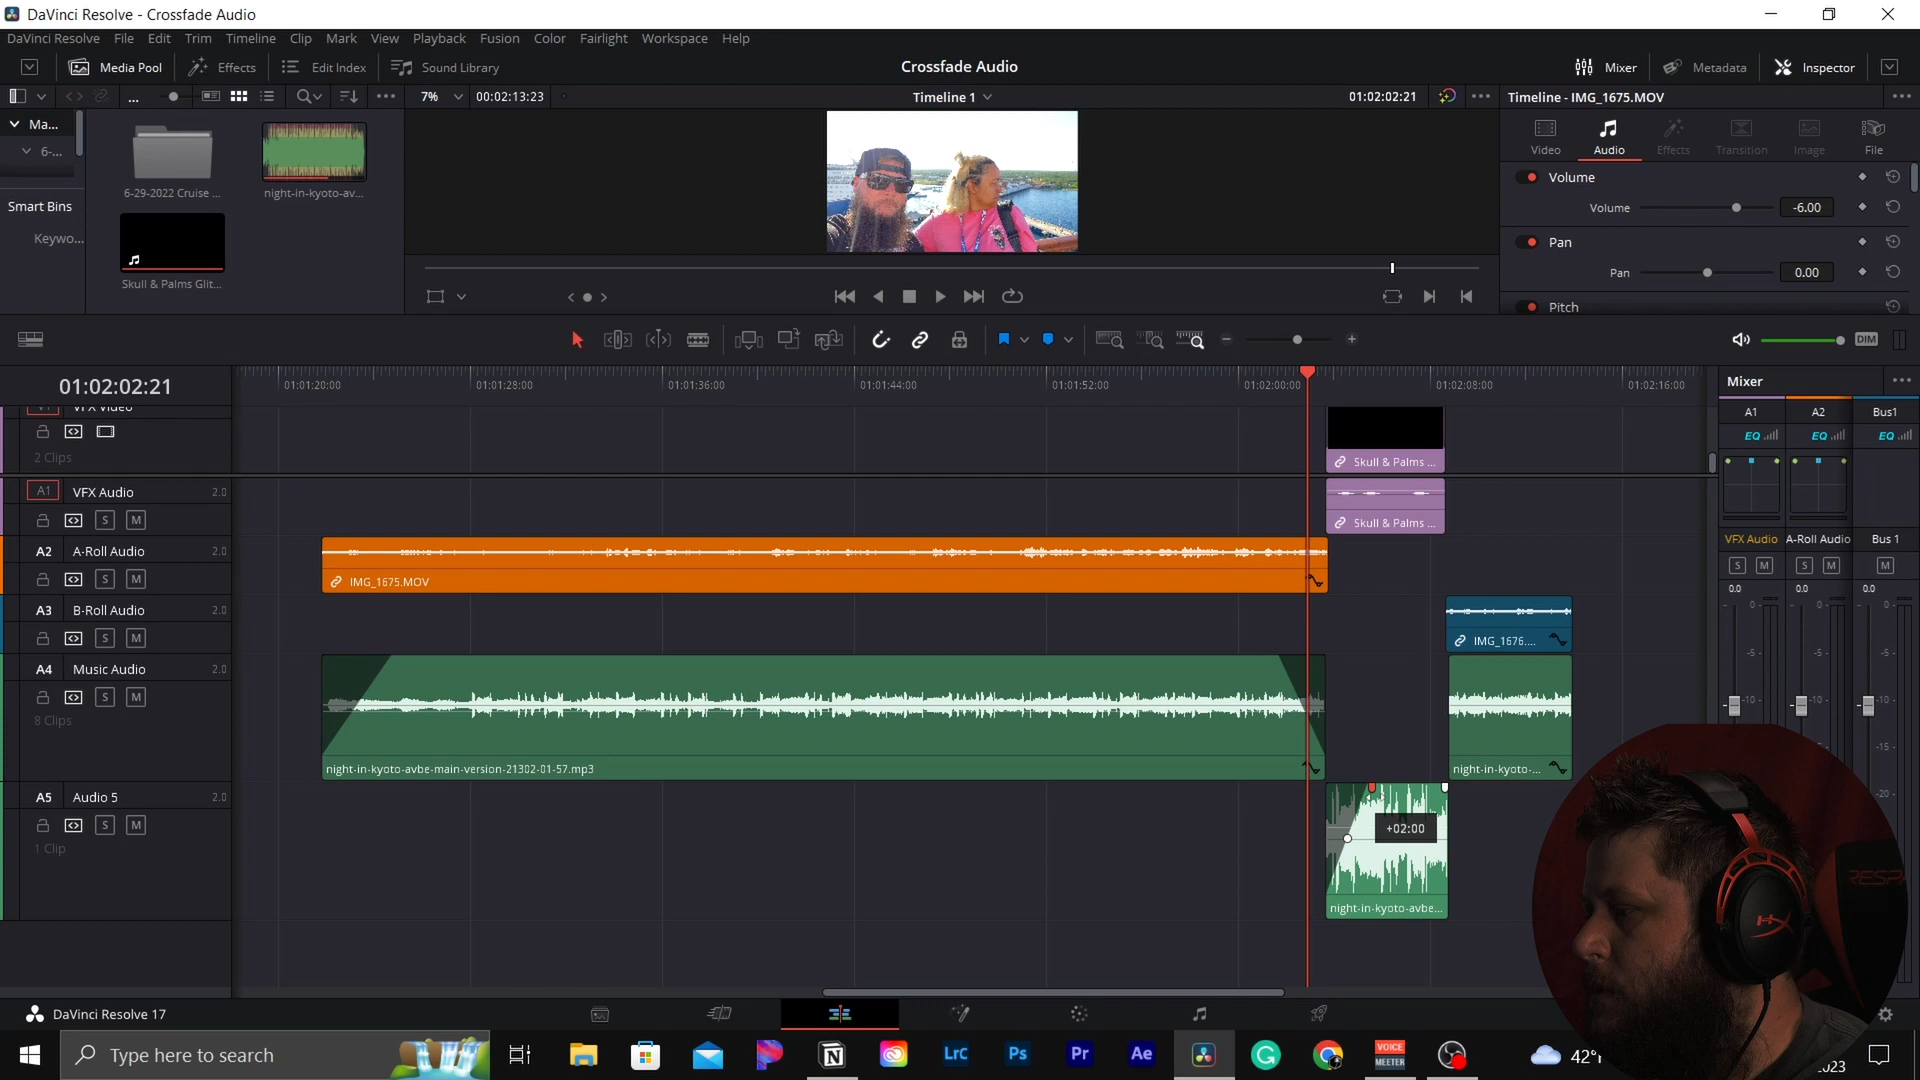 DaVinci Resolve - Crossfade Audio
DaVinci Resolve File Edit Trim Timeline Clip Mark View Playback Fusion Color Fairlight Workspace Help
Media Pool Effects Edit Index Sound Library Crossfade Audio Mixer Metadata Inspector
7% 00:02:13:23 Timeline 1 01:02:02:21 Timeline - IMG_1675.MOV
Ma...
6-...
Smart Bins
Keywo...
6-29-2022 Cruise ...
night-in-kyoto-av...
Skull & Palms Glit...
Video Audio Effects Transition Image File
Volume
Volume -6.00
Pan
Pan 0.00
Pitch
DIM
01:02:02:21
01:01:20:00 01:01:28:00 01:01:36:00 01:01:44:00 01:01:52:00 01:02:00:00 01:02:08:00 01:02:16:00
V1 VFX Video
2 Clips
Skull & Palms ...
A1 VFX Audio 2.0
S M
Skull & Palms ...
A2 A-Roll Audio 2.0
S M
IMG_1675.MOV
A3 B-Roll Audio 2.0
S M
IMG_1676....
A4 Music Audio 2.0
S M
8 Clips
night-in-kyoto-avbe-main-version-21302-01-57.mp3
night-in-kyoto-...
A5 Audio 5 2.0
S M
1 Clip
+02:00
night-in-kyoto-avbe...
Mixer
A1 A2 Bus1
EQ EQ EQ
VFX Audio A-Roll Audio Bus 1
S M S M M
0.0 0.0 0.0
0 0 0
-5 -5 -5
-10 -10 -10
-15 -15
-20
DaVinci Resolve 17
Type here to search
N
LrC
Ps
Pr
Ae
G
VOICE
MEETER
42°
023
HX